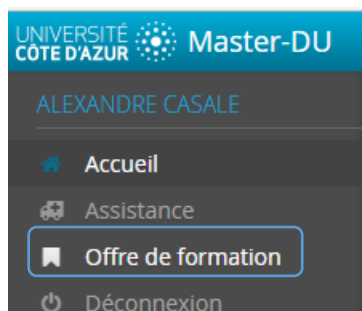 UNIVERSITÉ
CÔTE D'AZUR
Master-DU
ALEXANDRE CASALE
Accueil
Assistance
Offre de formation
Déconnexion